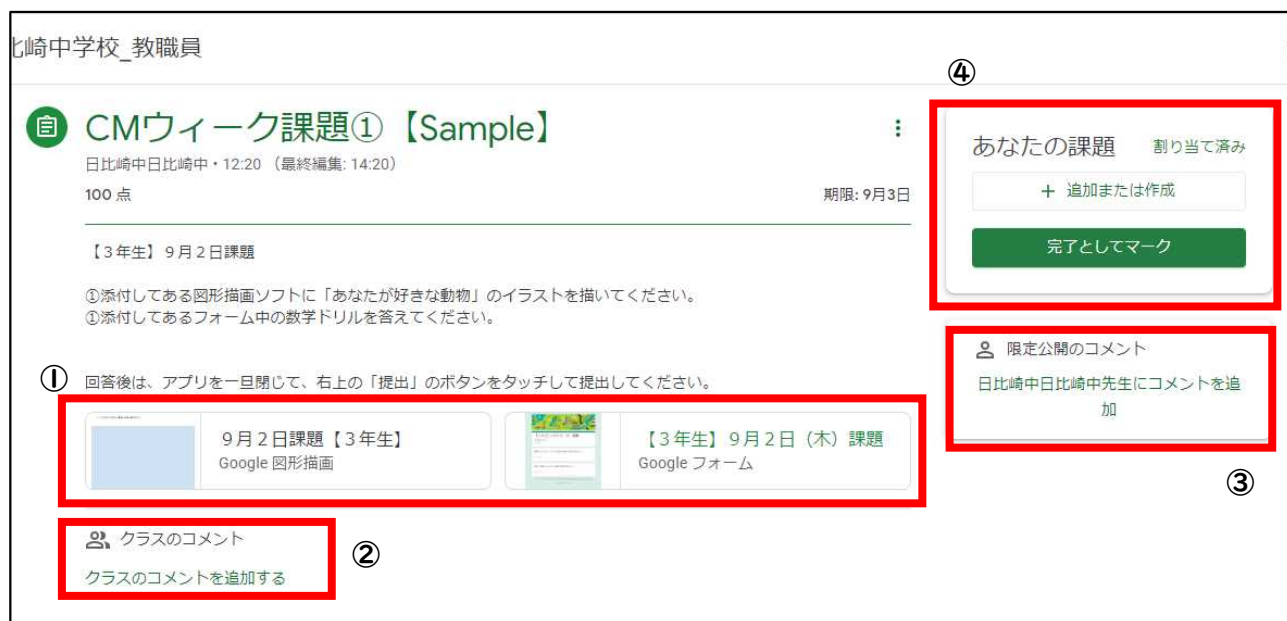 比崎中学校_教職員
④
CMウィーク課題①【Sample】
日比崎中日比崎中・12:20 （最終編集: 14:20）
100 点
期限: 9月3日
【３年生】９月２日課題
①添付してある図形描画ソフトに「あなたが好きな動物」のイラストを描いてください。
①添付してあるフォーム中の数学ドリルを答えてください。
①
回答後は、アプリを一旦閉じて、右上の「提出」のボタンをタッチして提出してください。
９月２日課題【３年生】
Google 図形描画
【３年生】９月２日（木）課題
Google フォーム
クラスのコメント
クラスのコメントを追加する
②
あなたの課題
割り当て済み
＋ 追加または作成
完了としてマーク
限定公開のコメント
日比崎中日比崎中先生にコメントを追
加
③